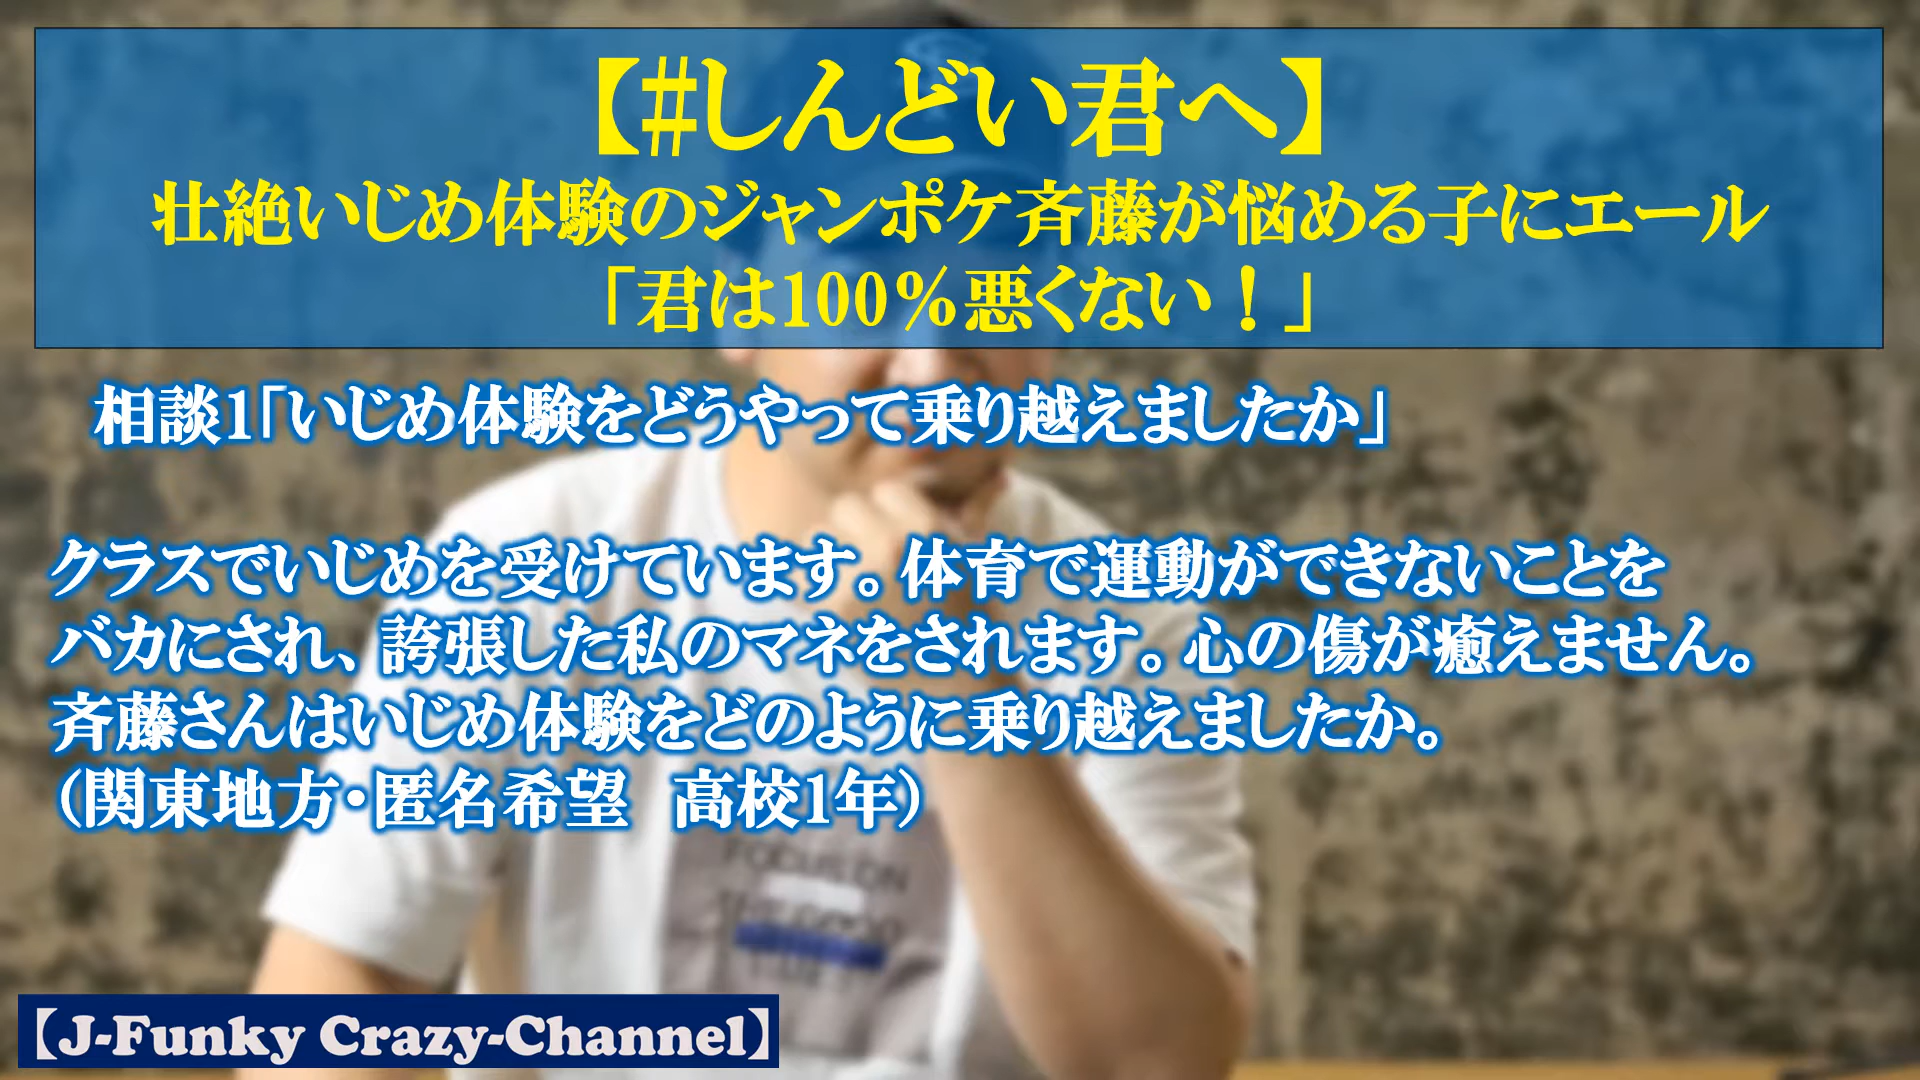 【#しんどい君へ】
壮絶いじめ体験のジャンポケ斉藤が悩める子にエール
「君は100%悪くない!」
相談1「いじめ体験をどうやって乗り越えましたか」
クラスでいじめを受けています。体育で運動ができないことを
バカにされ、誇張した私のマネをされます。心の傷が癒えません。
斉藤さんはいじめ体験をどのように乗り越えましたか。
(関東地方・匿名希望 高校1年)
FOCUS ON
【J-Funky Crazy-Channel】